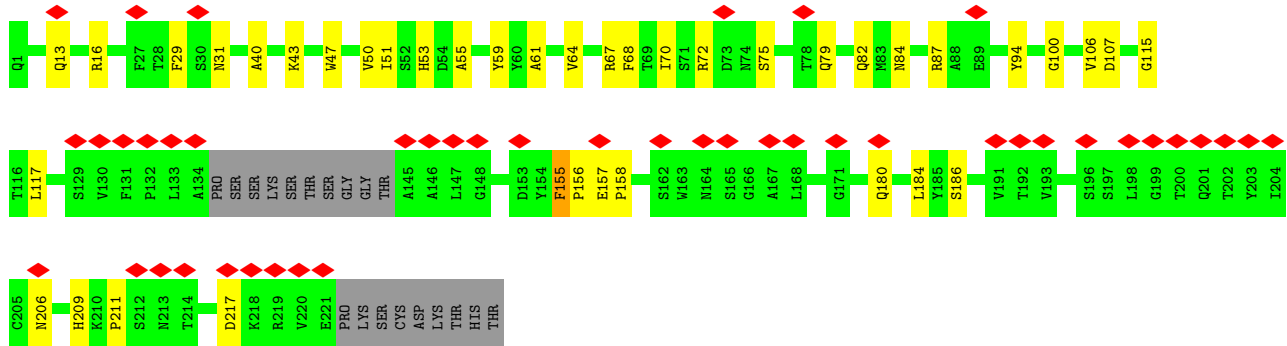 Q1 Q13 R16 F27 T28 F29 S30 N31 A40 K43 W47 V50 I51 S52 H53 D54 A55 Y59 Y60 A61 V64 R67 F68 T69 I70 S71 R72 D73 N74 S75 T78 Q79 Q82 M83 N84 R87 A88 E89 Y94 G100 V106 D107 G115
T116 L117 S129 V130 F131 P132 L133 A134 PRO SER SER LYS SER THR SER GLY GLY THR A145 A146 L147 G148 D153 Y154 F155 P156 E157 P158 S162 W163 N164 S165 G166 A167 L168 G171 Q180 L184 Y185 S186 V191 T192 V193 S196 S197 L198 G199 T200 Q201 T202 Y203 I204
C205 N206 H209 K210 P211 S212 N213 T214 D217 K218 R219 V220 E221 PRO LYS SER CYS ASP LYS THR HIS THR